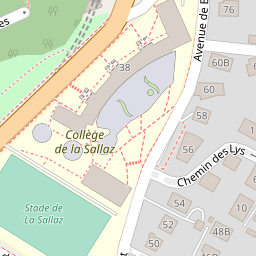 es
76
Avenue de B
60B
38
60
58
Collège
de la Sallaz
56
Chemin des Lys
Stade de
La Sallaz
54
52
50
48B